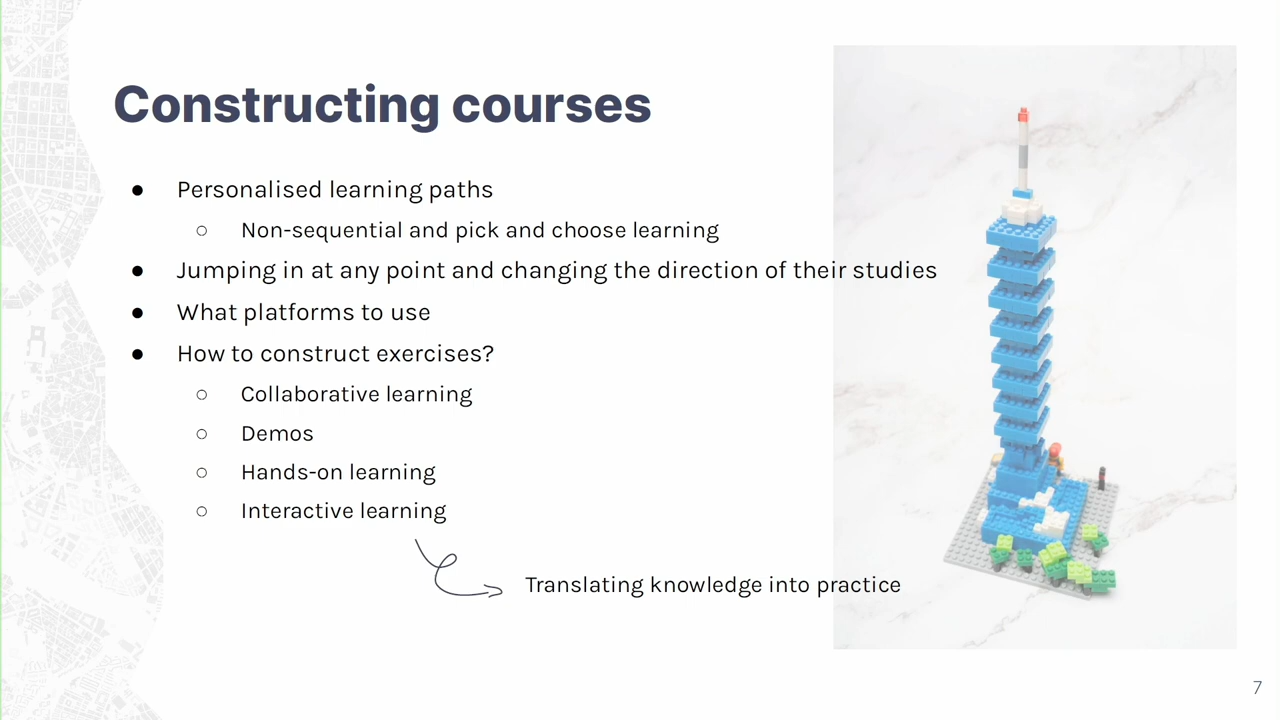 Constructing courses
● Personalised learning paths
○ Non-sequential and pick and choose learning
● Jumping in at any point and changing the direction of their studies
● What platforms to use
● How to construct exercises?
○ Collaborative learning
○ Demos
○ Hands-on learning
○ Interactive learning
Translating knowledge into practice
7